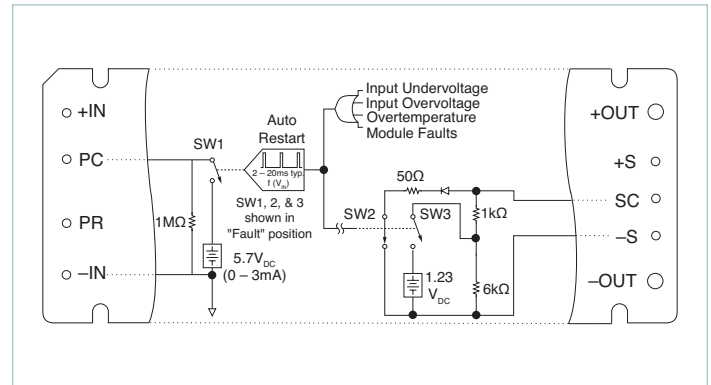 +IN
PC
PR
–IN
1MΩ
SW1
5.7V_DC
(0 – 3mA)
Auto
Restart
2 – 20ms typ.
f (V_IN)
SW1, 2, & 3
shown in
"Fault" position
Input Undervoltage
Input Overvoltage
Overtemperature
Module Faults
50Ω
SW2
SW3
1kΩ
1.23
V_DC
6kΩ
+OUT
+S
SC
–S
–OUT